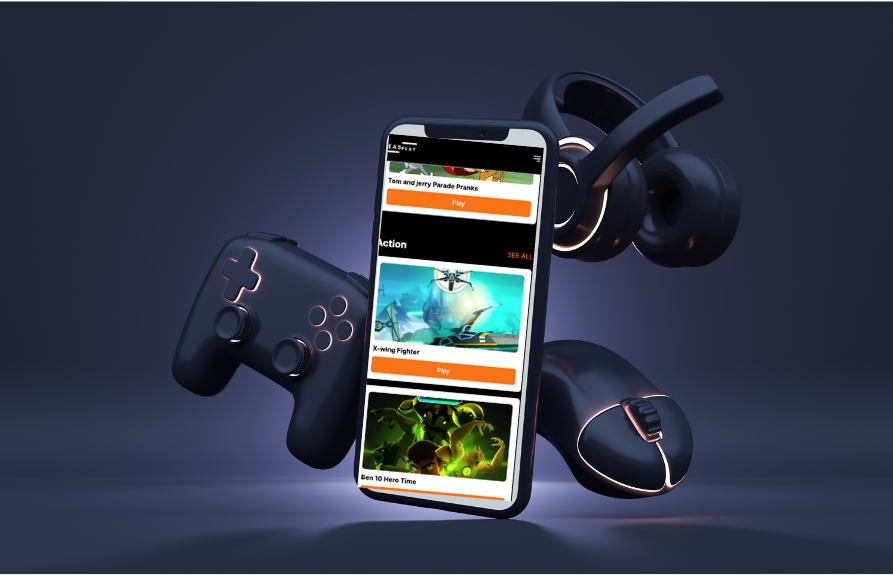 EASPLAY
Tom and jerry Parade Pranks
Play
Action
SEE ALL
X-wing Fighter
Play
Ben 10 Hero Time